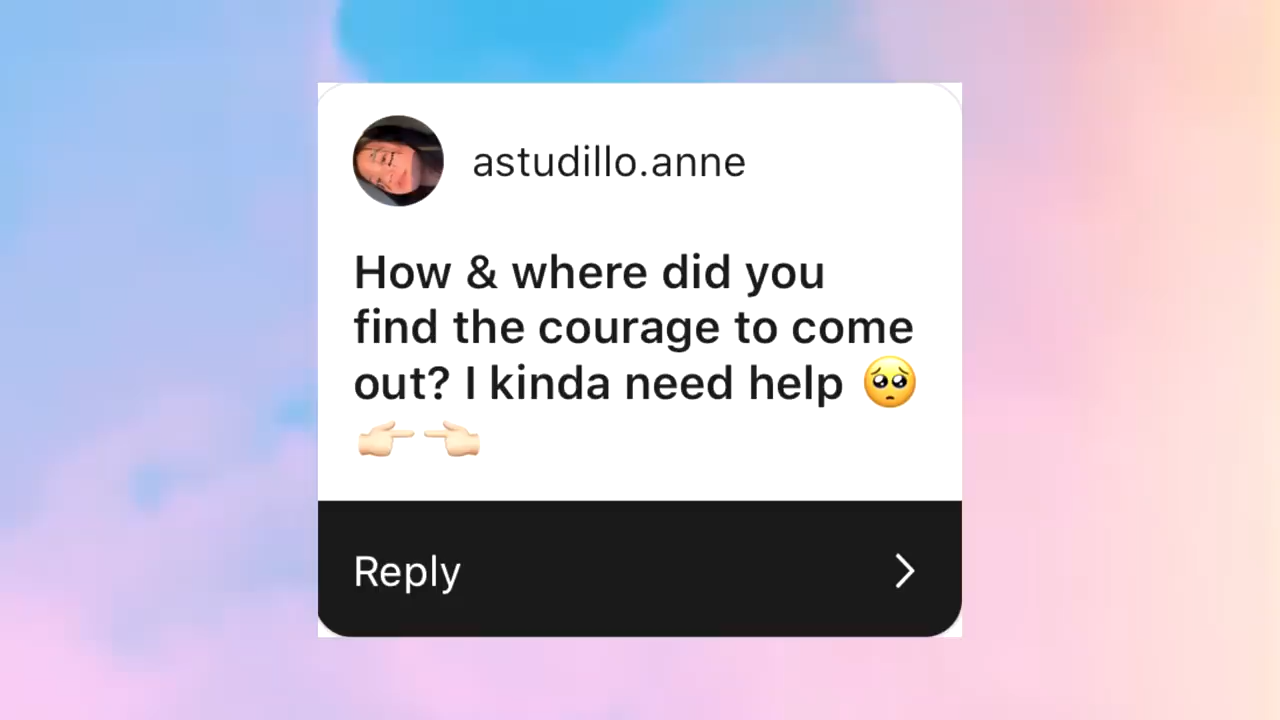 astudillo.anne
How & where did you
find the courage to come
out? I kinda need help 🥺
👉🏻👈🏻
Reply